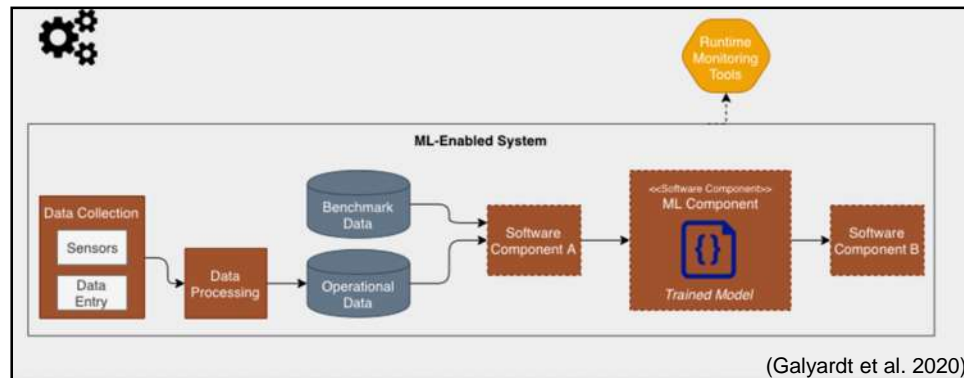 Runtime
Monitoring
Tools
ML-Enabled System
Data Collection
Sensors
Data
Entry
Data
Processing
Benchmark
Data
Operational
Data
Software
Component A
<<Software Component>>
ML Component
{}
Trained Model
Software
Component B
(Galyardt et al. 2020)